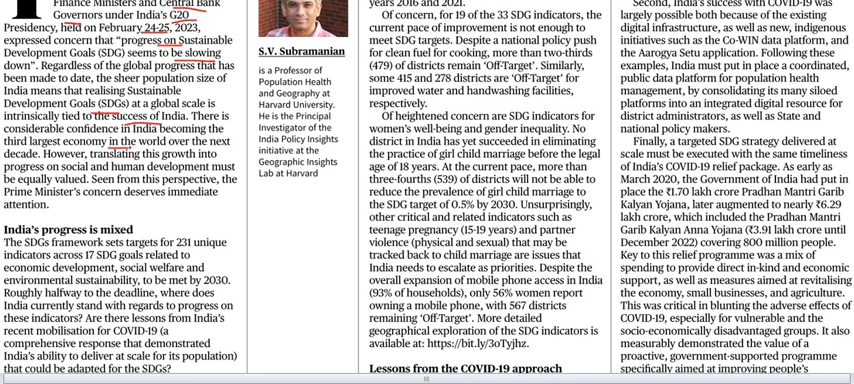 Finance Ministers and Central Bank
Governors under India's G20
Presidency, held on February 24-25, 2023,
expressed concern that “progress on Sustainable
Development Goals (SDG) seems to be slowing
down”. Regardless of the global progress that has
been made to date, the sheer population size of
India means that realising Sustainable
Development Goals (SDGs) at a global scale is
intrinsically tied to the success of India. There is
considerable confidence in India becoming the
third largest economy in the world over the next
decade. However, translating this growth into
progress on social and human development must
be equally valued. Seen from this perspective, the
Prime Minister's concern deserves immediate
attention.
India's progress is mixed
The SDGs framework sets targets for 231 unique
indicators across 17 SDG goals related to
economic development, social welfare and
environmental sustainability, to be met by 2030.
Roughly halfway to the deadline, where does
India currently stand with regards to progress on
these indicators? Are there lessons from India's
recent mobilisation for COVID-19 (a
comprehensive response that demonstrated
India's ability to deliver at scale for its population)
that could be adapted for the SDGs?
S.V. Subramanian
is a Professor of
Population Health
and Geography at
Harvard University.
He is the Principal
Investigator of the
India Policy Insights
initiative at the
Geographic Insights
Lab at Harvard
years 2016 and 2021.
Of concern, for 19 of the 33 SDG indicators, the
current pace of improvement is not enough to
meet SDG targets. Despite a national policy push
for clean fuel for cooking, more than two-thirds
(479) of districts remain ‘Off-Target’. Similarly,
some 415 and 278 districts are ‘Off-Target’ for
improved water and handwashing facilities,
respectively.
Of heightened concern are SDG indicators for
women's well-being and gender inequality. No
district in India has yet succeeded in eliminating
the practice of girl child marriage before the legal
age of 18 years. At the current pace, more than
three-fourths (539) of districts will not be able to
reduce the prevalence of girl child marriage to
the SDG target of 0.5% by 2030. Unsurprisingly,
other critical and related indicators such as
teenage pregnancy (15-19 years) and partner
violence (physical and sexual) that may be
tracked back to child marriage are issues that
India needs to escalate as priorities. Despite the
overall expansion of mobile phone access in India
(93% of households), only 56% women report
owning a mobile phone, with 567 districts
remaining ‘Off-Target’. More detailed
geographical exploration of the SDG indicators is
available at: https://bit.ly/3oTyjhz.
Lessons from the COVID-19 approach
Second, India's success with COVID-19 was
largely possible both because of the existing
digital infrastructure, as well as new, indigenous
initiatives such as the Co-WIN data platform, and
the Aarogya Setu application. Following these
examples, India must put in place a coordinated,
public data platform for population health
management, by consolidating its many siloed
platforms into an integrated digital resource for
district administrators, as well as State and
national policy makers.
Finally, a targeted SDG strategy delivered at
scale must be executed with the same timeliness
of India's COVID-19 relief package. As early as
March 2020, the Government of India had put in
place the ₹1.70 lakh crore Pradhan Mantri Garib
Kalyan Yojana, later augmented to nearly ₹6.29
lakh crore, which included the Pradhan Mantri
Garib Kalyan Anna Yojana (₹3.91 lakh crore until
December 2022) covering 800 million people.
Key to this relief programme was a mix of
spending to provide direct in-kind and economic
support, as well as measures aimed at revitalising
the economy, small businesses, and agriculture.
This was critical in blunting the adverse effects of
COVID-19, especially for vulnerable and the
socio-economically disadvantaged groups. It also
measurably demonstrated the value of a
proactive, government-supported programme
specifically aimed at improving people's